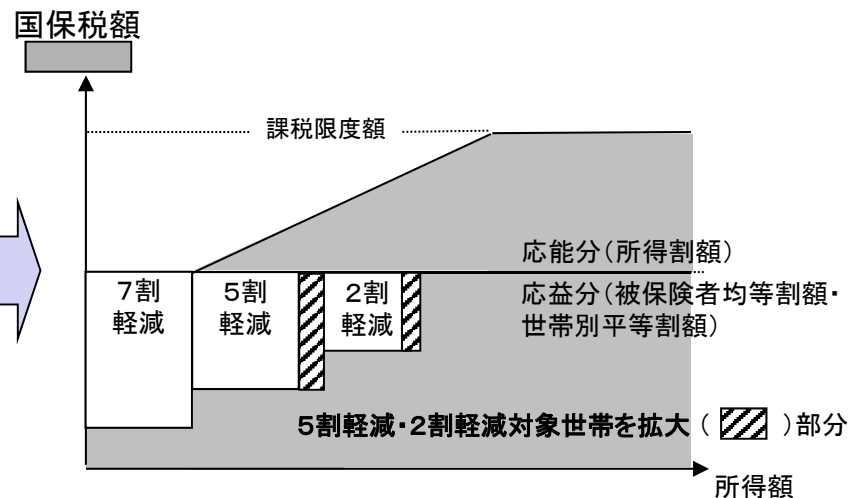 国保税額
課税限度額
応能分（所得割額）
7割
軽減
5割
軽減
2割
軽減
応益分（被保険者均等割額・
世帯別平等割額）
5割軽減・2割軽減対象世帯を拡大（　　）部分
所得額